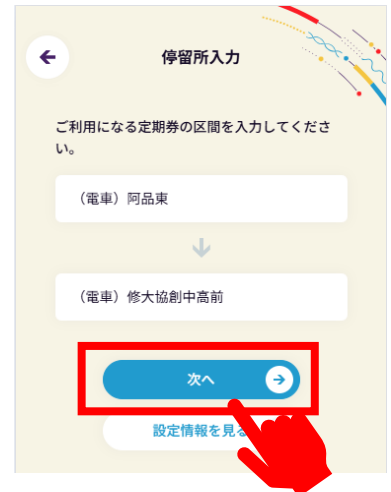 停留所入力
ご利用になる定期券の区間を入力してくださ
い。
（電車）阿品東
（電車）修大協創中高前
次へ
設定情報を見る